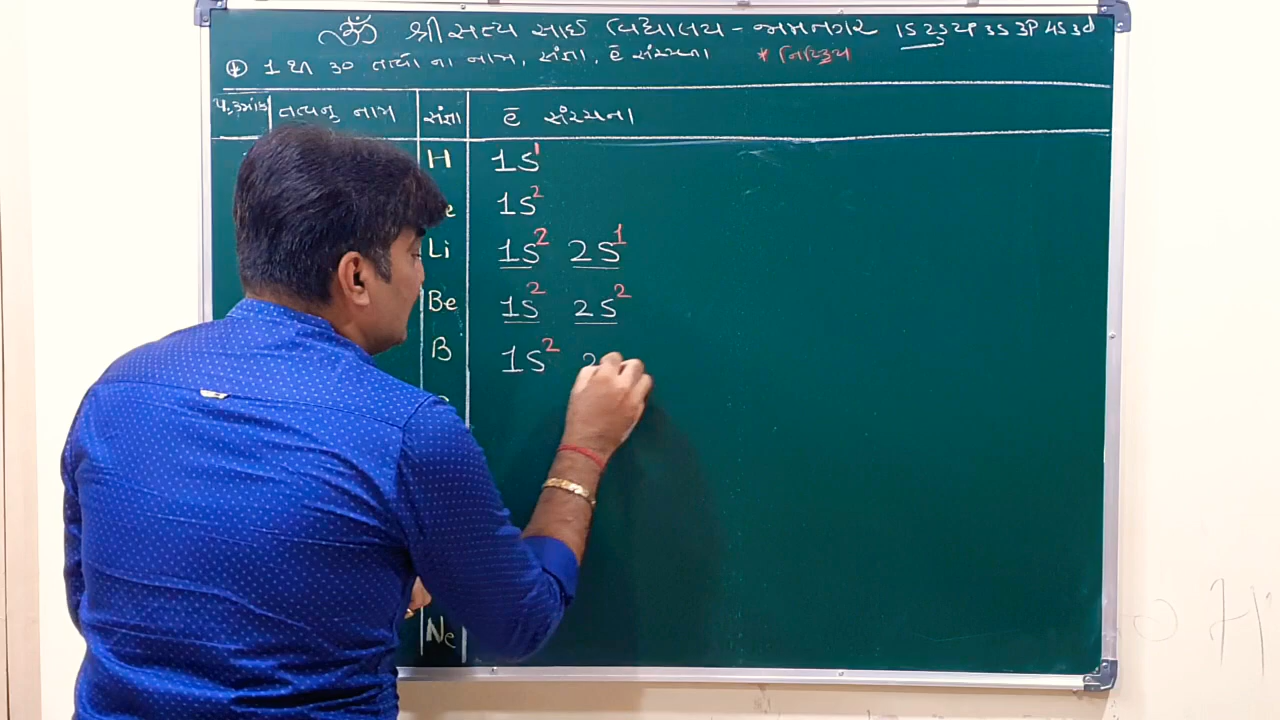 ૐ શ્રી સત્ય સાઈ વિદ્યાલય - જામનગર 1S 2S 2P 3S 3P 4S 3d
1 થી 30 તત્વો ના નામ, સંજ્ઞા, ē સંરચના * નિષ્ક્રિય
પ. ક્રમાંક તત્વનુ નામ સંજ્ઞા ē સંરચના
H 1S¹
e 1S²
Li 1S² 2S¹
Be 1S² 2S²
B 1S² 2
Ne